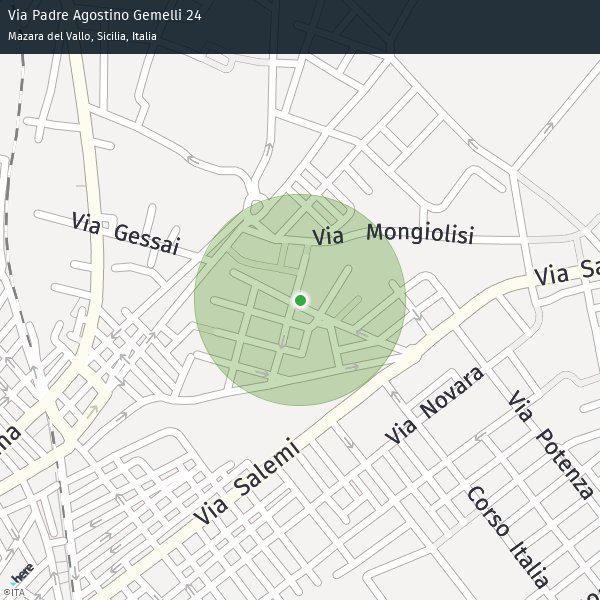 Via Padre Agostino Gemelli 24
Mazara del Vallo, Sicilia, Italia
Via Gessai
Via Mongiolisi
Via Sa
Via Novara
Via Potenza
ma
Via Salemi
Corso Italia
here
©ITA